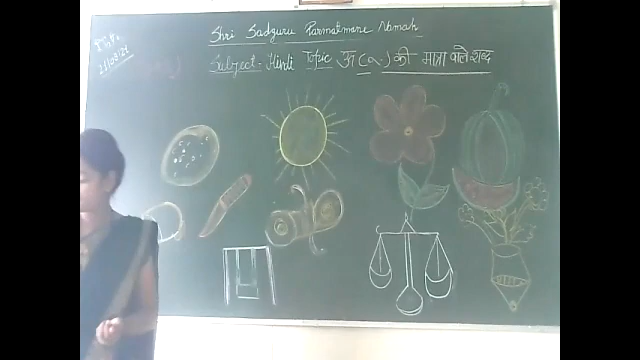 Shri Sadguru Parmatmane Namah
Subject - Hindi Topic ऊ (ू) की मात्रा वाले शब्द